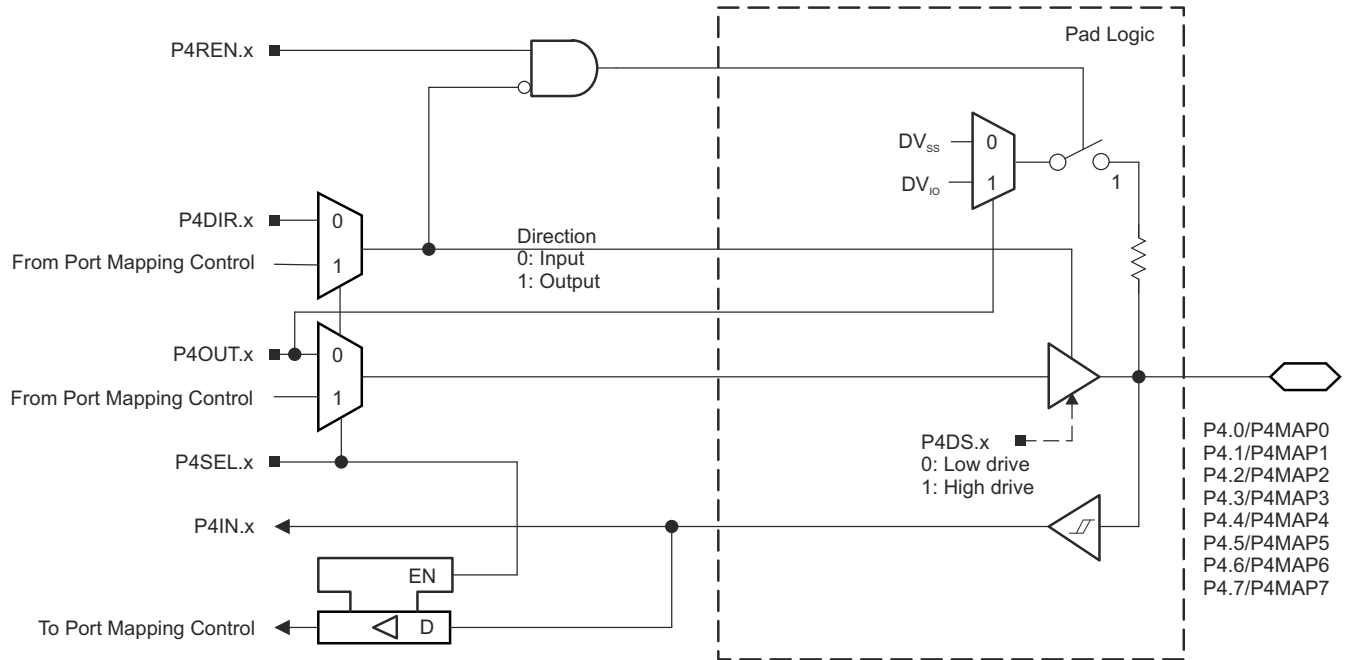 Pad Logic
P4REN.x
DVSS
0
DVIO
1
1
P4DIR.x
0
From Port Mapping Control
1
Direction
0: Input
1: Output
P4OUT.x
0
From Port Mapping Control
1
P4DS.x
0: Low drive
1: High drive
P4SEL.x
P4IN.x
EN
To Port Mapping Control
D
P4.0/P4MAP0
P4.1/P4MAP1
P4.2/P4MAP2
P4.3/P4MAP3
P4.4/P4MAP4
P4.5/P4MAP5
P4.6/P4MAP6
P4.7/P4MAP7